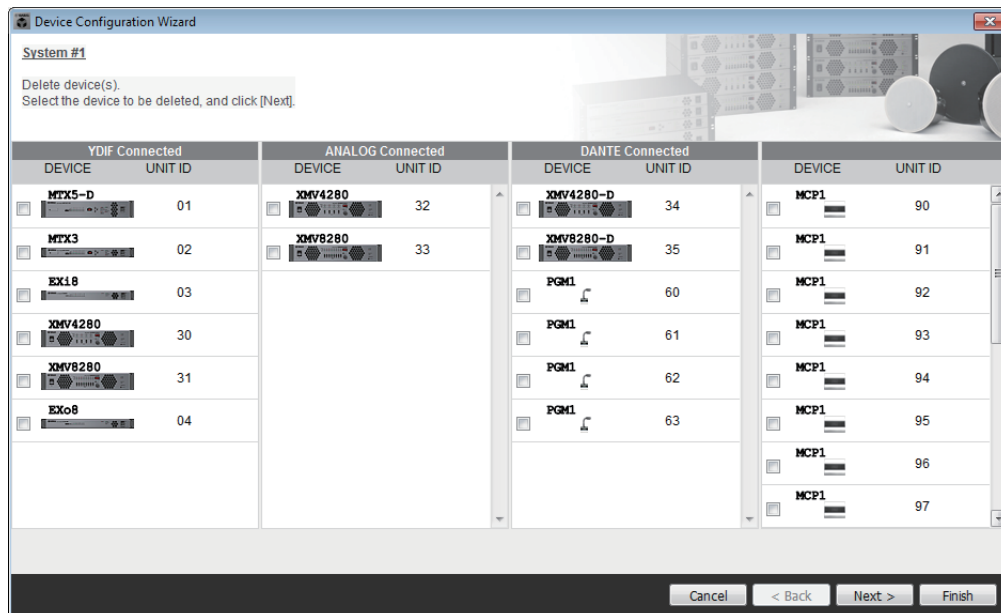 Device Configuration Wizard
System #1
Delete device(s).
Select the device to be deleted, and click [Next].
YDIF Connected
DEVICE UNIT ID
MTX5-D 01
MTX3 02
EXi8 03
XMV4280 30
XMV8280 31
EXo8 04
ANALOG Connected
DEVICE UNIT ID
XMV4280 32
XMV8280 33
DANTE Connected
DEVICE UNIT ID
XMV4280-D 34
XMV8280-D 35
PGM1 60
PGM1 61
PGM1 62
PGM1 63
DEVICE UNIT ID
MCP1 90
MCP1 91
MCP1 92
MCP1 93
MCP1 94
MCP1 95
MCP1 96
MCP1 97
Cancel < Back Next > Finish